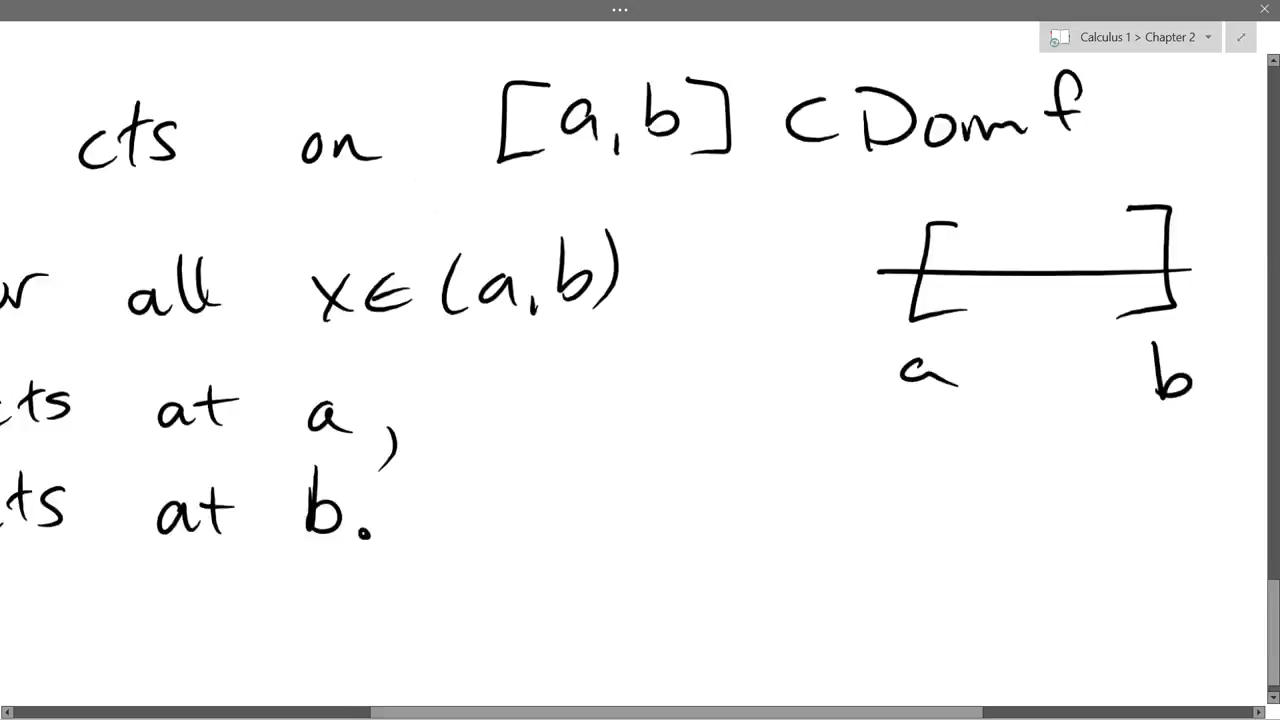 Calculus 1 > Chapter 2
cts on [a,b] ⊂ Dom f
all x∈(a,b)
at a,
at b.
a b